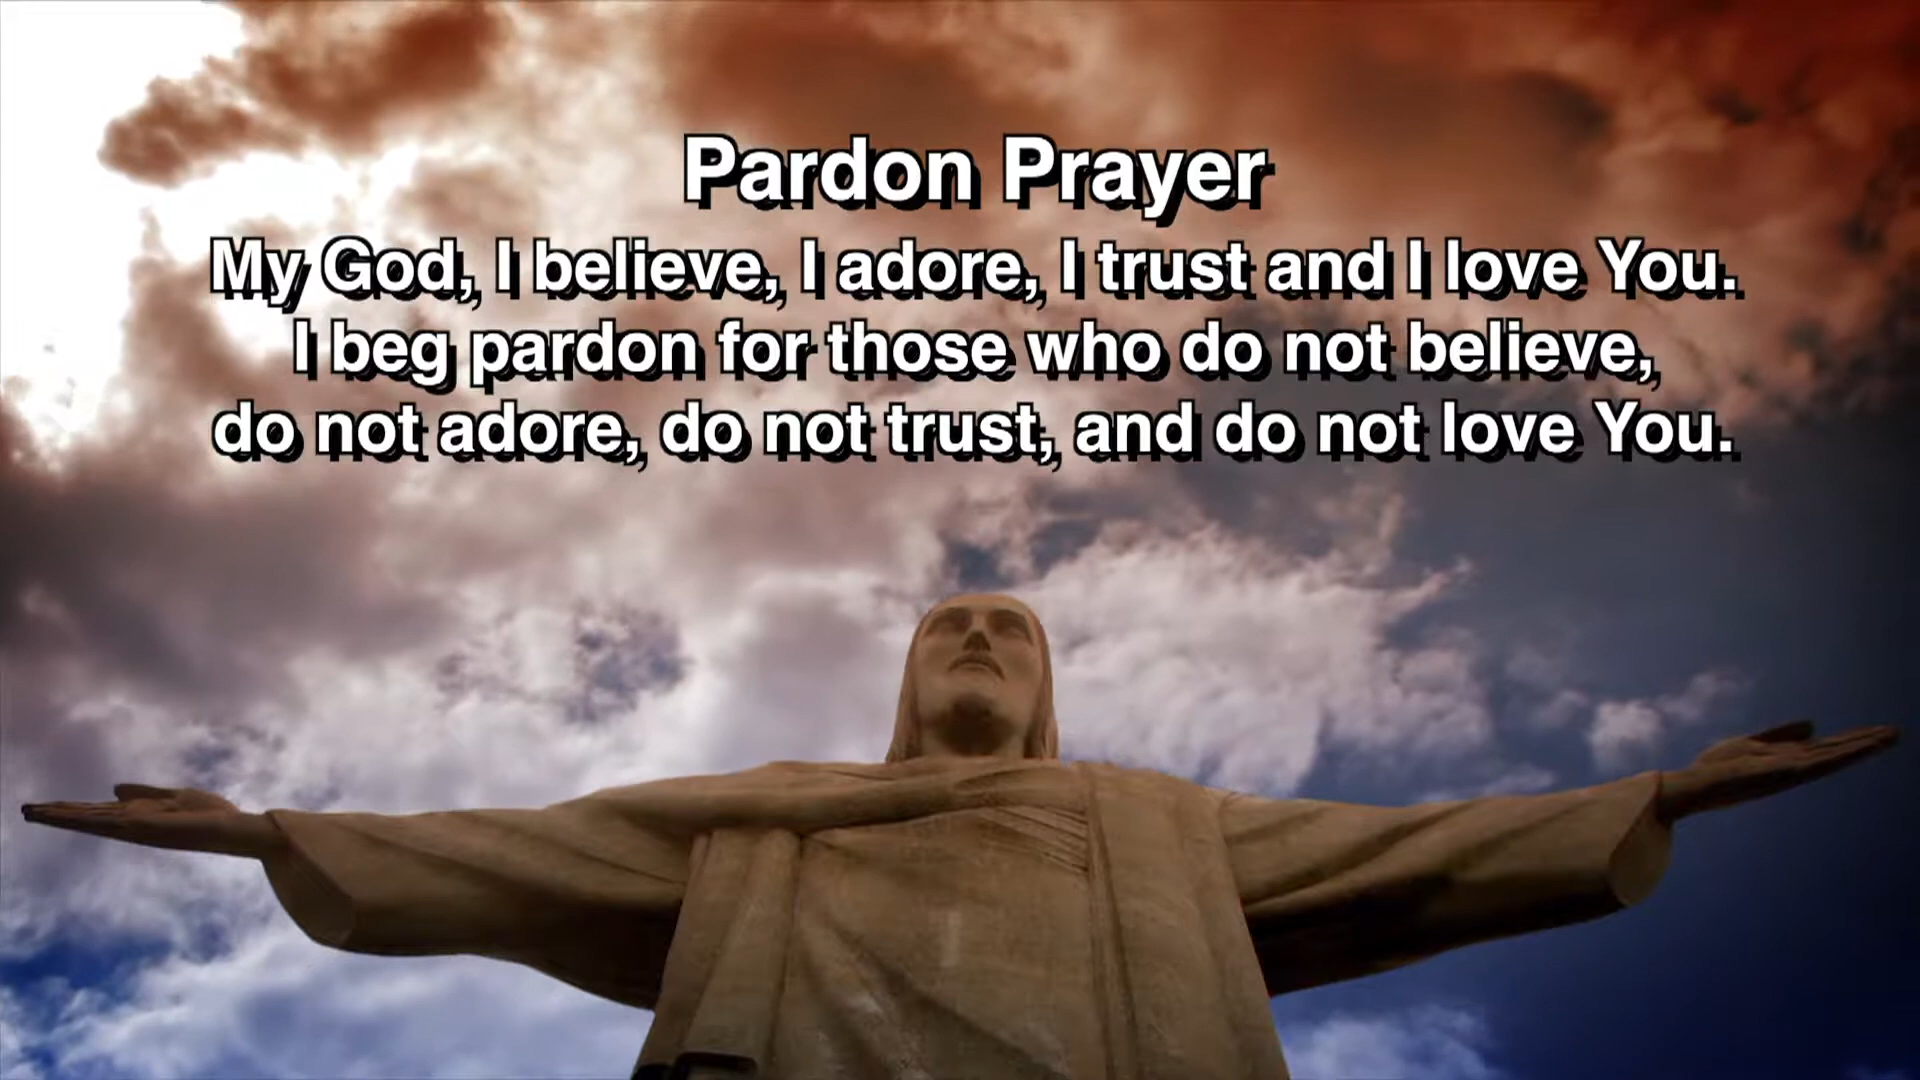 Pardon Prayer
My God, I believe, I adore, I trust and I love You.
I beg pardon for those who do not believe,
do not adore, do not trust, and do not love You.